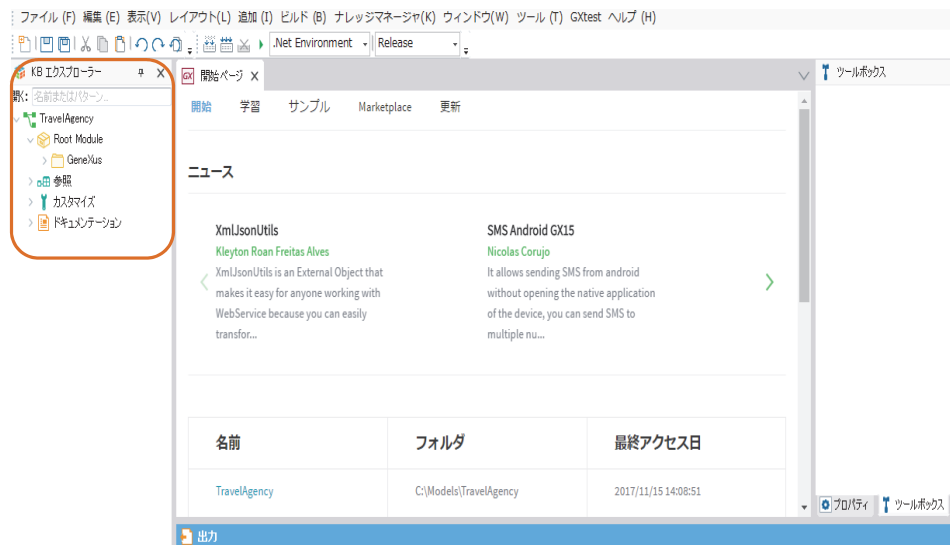 ファイル (F) 編集 (E) 表示(V) レイアウト(L) 追加 (I) ビルド (B) ナレッジマネージャ(K) ウィンドウ(W) ツール (T) GXtest ヘルプ (H)
.Net Environment Release
KB エクスプローラー
開く: 名前またはパターン...
TravelAgency
Root Module
GeneXus
参照
カスタマイズ
ドキュメンテーション
GX 開始ページ X
開始 学習 サンプル Marketplace 更新
ニュース
XmlJsonUtils
Kleyton Roan Freitas Alves
XmlJsonUtils is an External Object that
makes it easy for anyone working with
WebService because you can easily
transfor...
SMS Android GX15
Nicolas Corujo
It allows sending SMS from android
without opening the native application
of the device, you can send SMS to
multiple nu...
名前 フォルダ 最終アクセス日
TravelAgency C:\Models\TravelAgency 2017/11/15 14:08:51
ツールボックス
プロパティ ツールボックス
出力